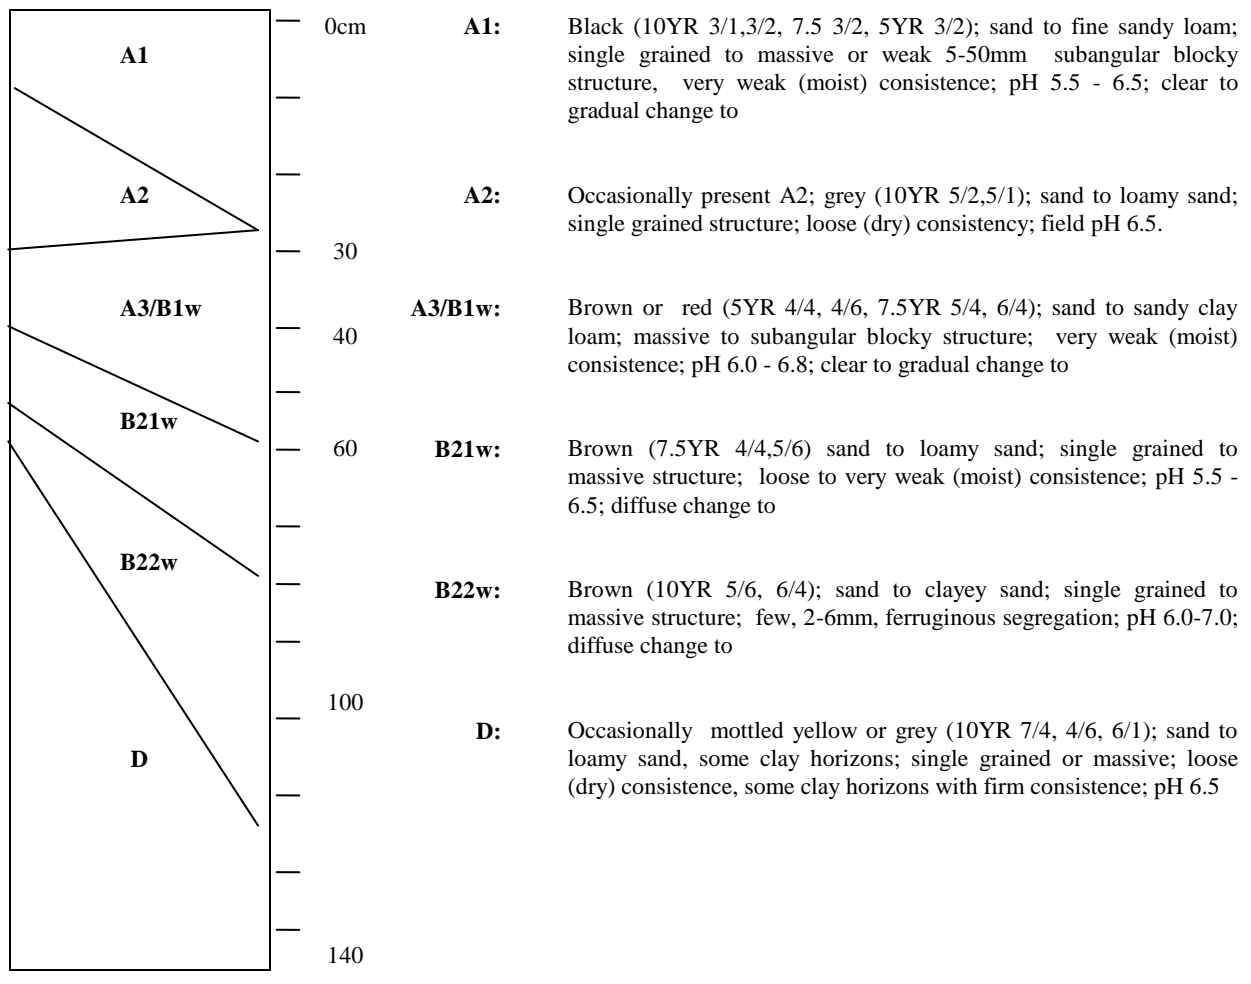 A1
A2
A3/B1w
B21w
B22w
D
0cm
30
40
60
100
140
A1: Black (10YR 3/1,3/2, 7.5 3/2, 5YR 3/2); sand to fine sandy loam;
single grained to massive or weak 5-50mm subangular blocky
structure, very weak (moist) consistence; pH 5.5 - 6.5; clear to
gradual change to
A2: Occasionally present A2; grey (10YR 5/2,5/1); sand to loamy sand;
single grained structure; loose (dry) consistency; field pH 6.5.
A3/B1w: Brown or red (5YR 4/4, 4/6, 7.5YR 5/4, 6/4); sand to sandy clay
loam; massive to subangular blocky structure; very weak (moist)
consistence; pH 6.0 - 6.8; clear to gradual change to
B21w: Brown (7.5YR 4/4,5/6) sand to loamy sand; single grained to
massive structure; loose to very weak (moist) consistence; pH 5.5 -
6.5; diffuse change to
B22w: Brown (10YR 5/6, 6/4); sand to clayey sand; single grained to
massive structure; few, 2-6mm, ferruginous segregation; pH 6.0-7.0;
diffuse change to
D: Occasionally mottled yellow or grey (10YR 7/4, 4/6, 6/1); sand to
loamy sand, some clay horizons; single grained or massive; loose
(dry) consistence, some clay horizons with firm consistence; pH 6.5